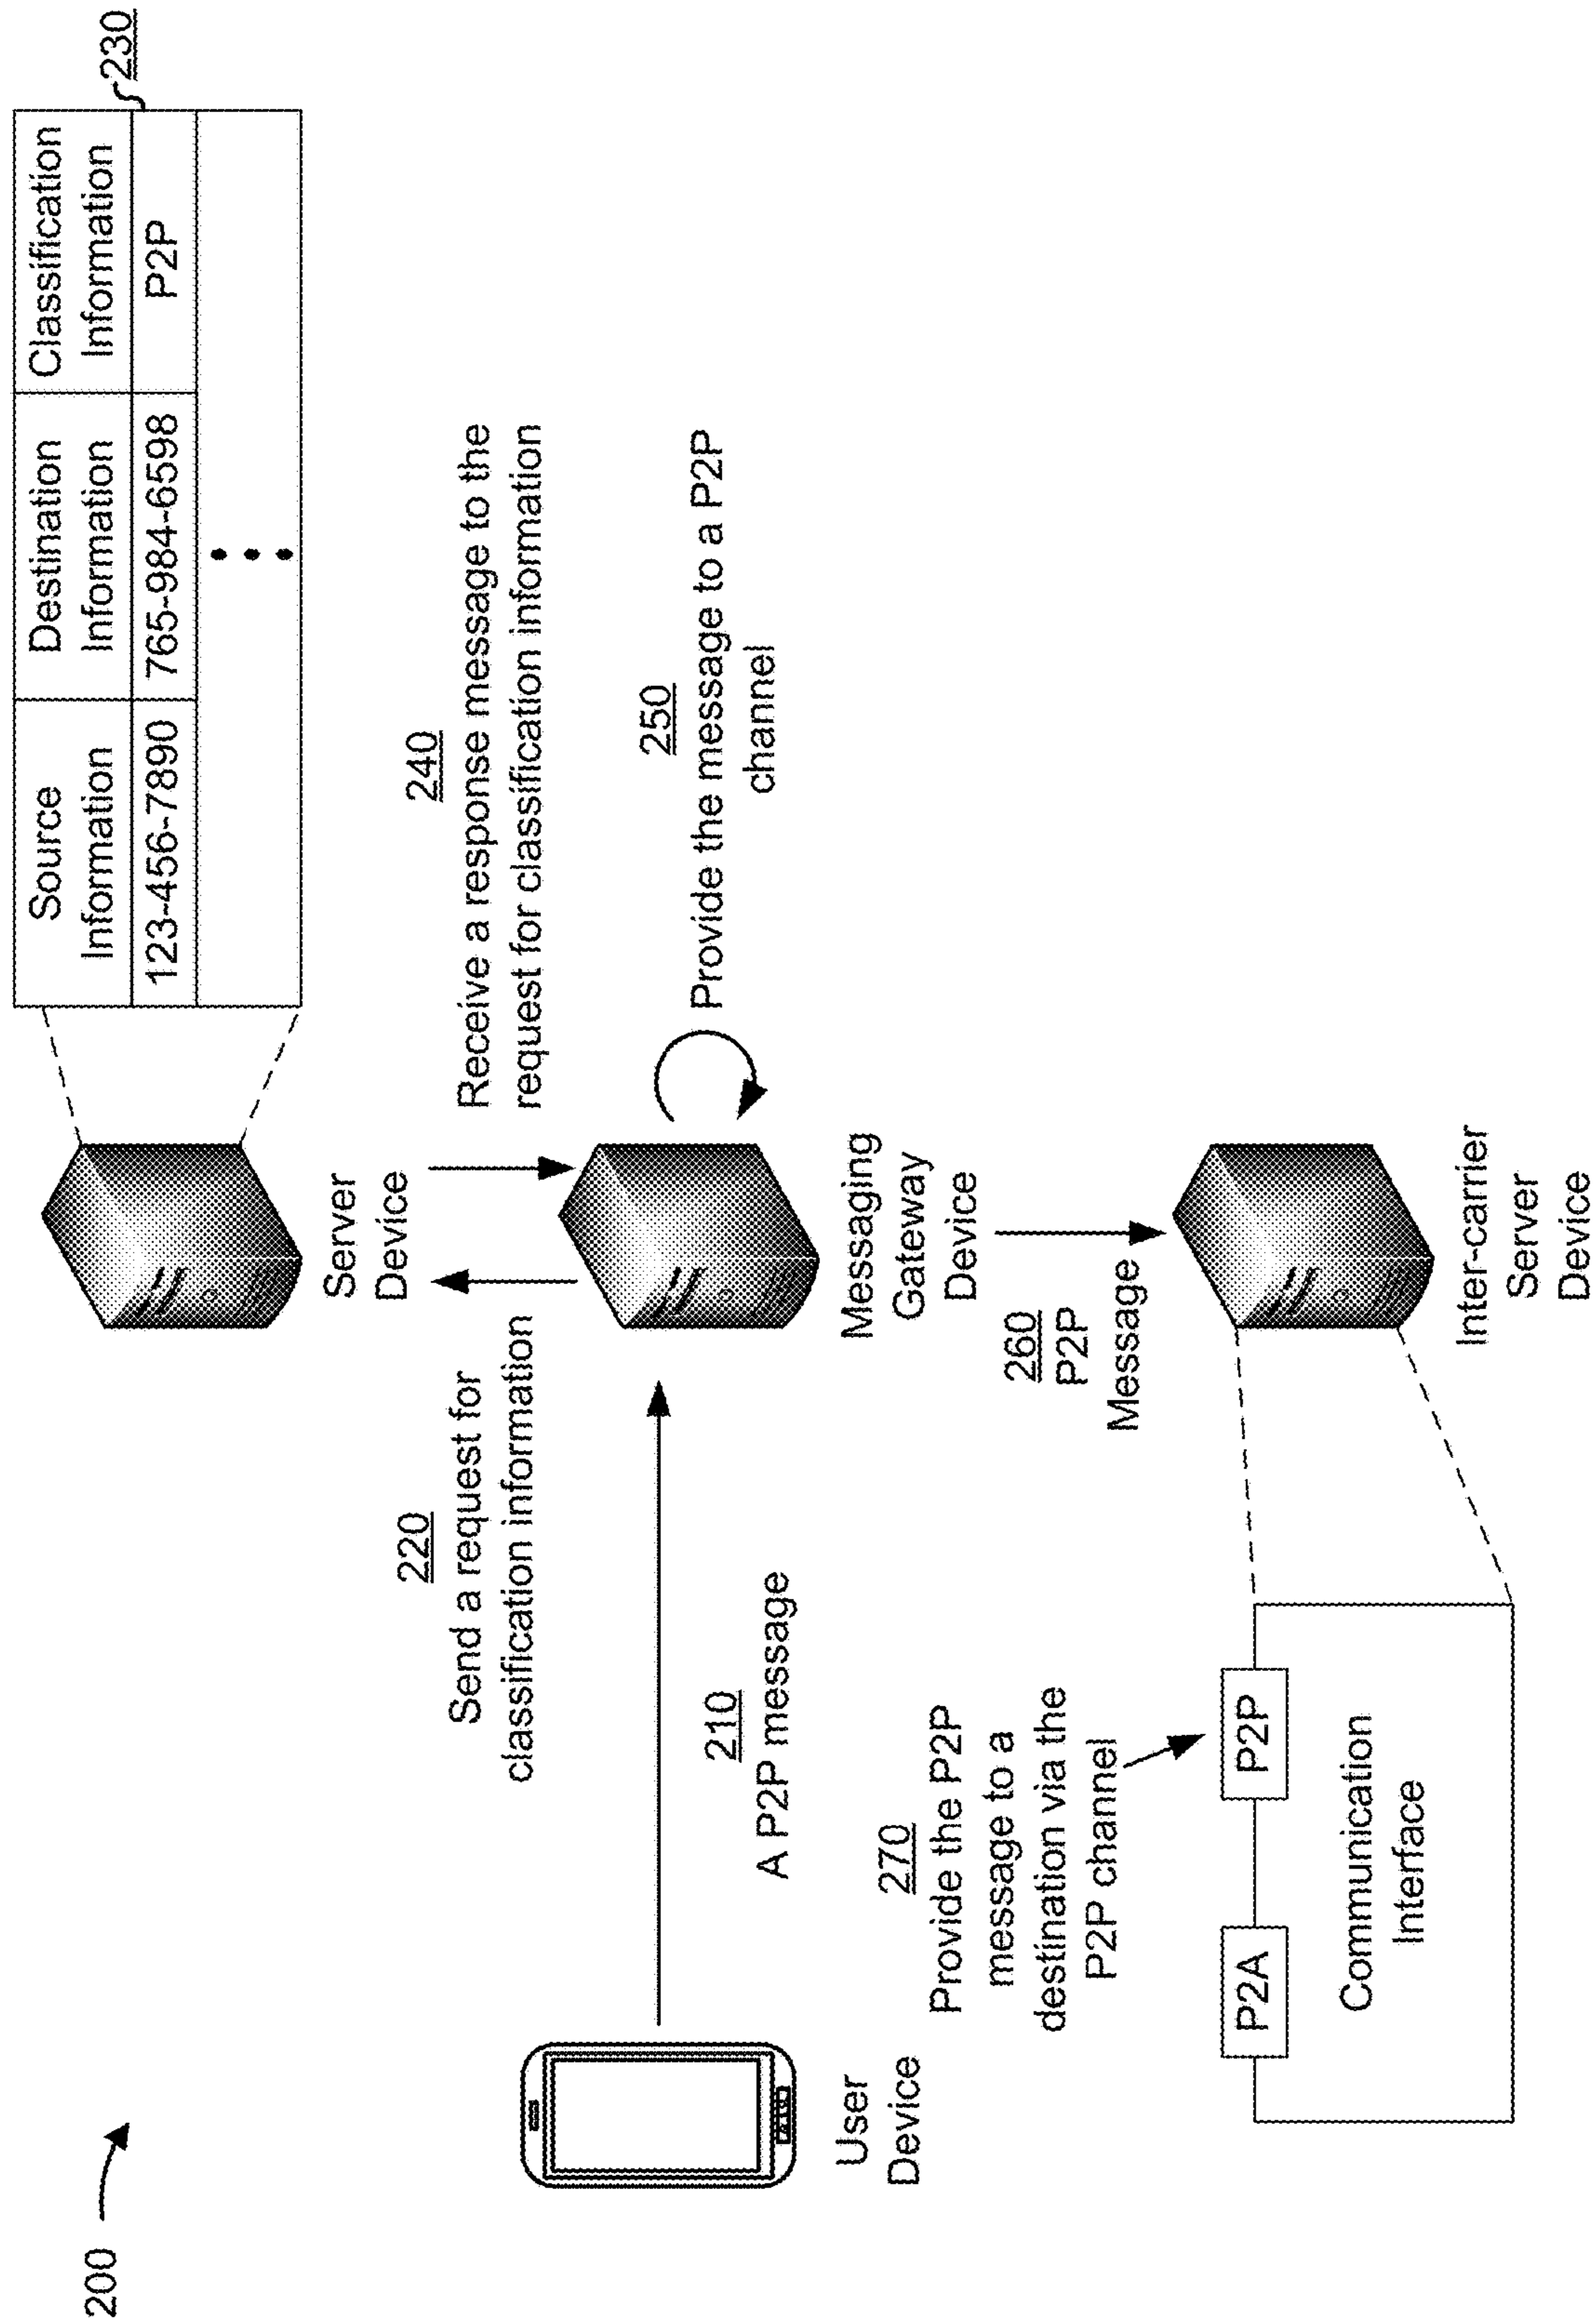 200
Source
Information
Destination
Information
Classification
Information
123-456-7890
765-984-6598
P2P
230
Server
Device
220
Send a request for
classification information
240
Receive a response message to the
request for classification information
210
A P2P message
250
Provide the message to a P2P
channel
User
Device
Messaging
Gateway
Device
260
P2P
Message
270
Provide the P2P
message to a
destination via the
P2P channel
P2A
P2P
Communication
Interface
Inter-carrier
Server
Device